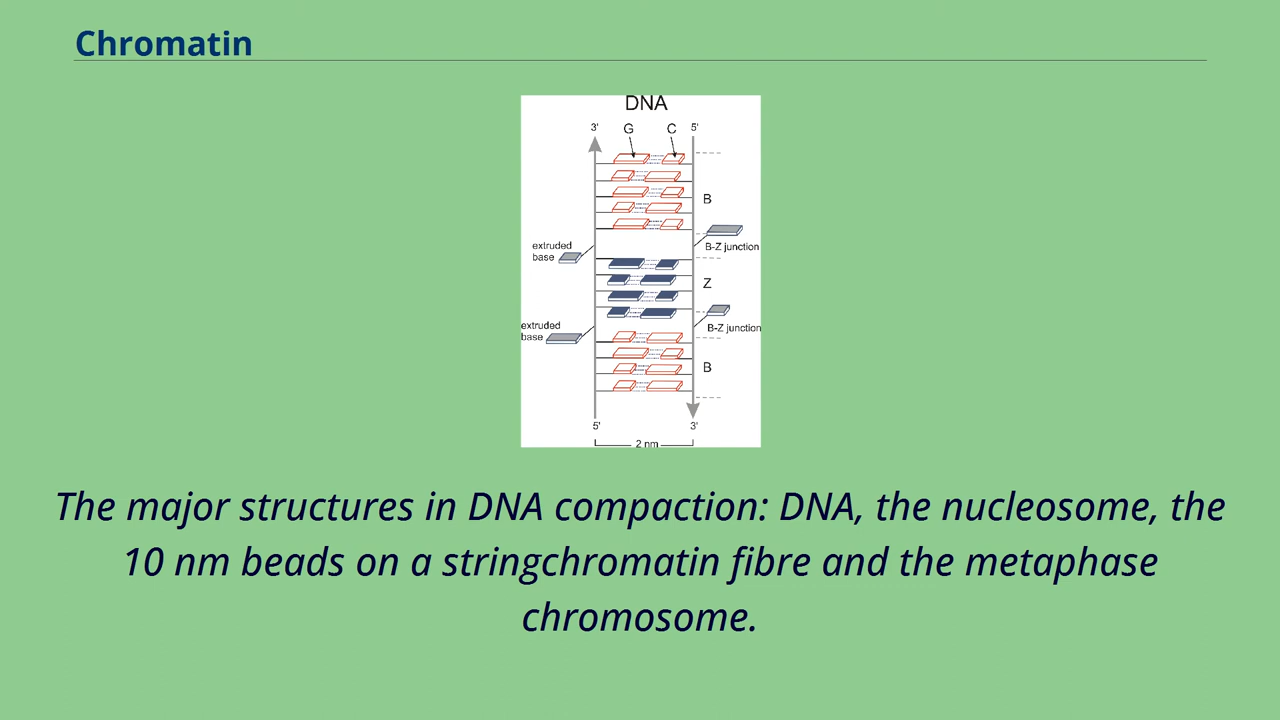 Chromatin
DNA
3' G C 5'
B
extruded
base
B-Z junction
Z
extruded
base
B-Z junction
B
5' 3'
2 nm
The major structures in DNA compaction: DNA, the nucleosome, the
10 nm beads on a stringchromatin fibre and the metaphase
chromosome.